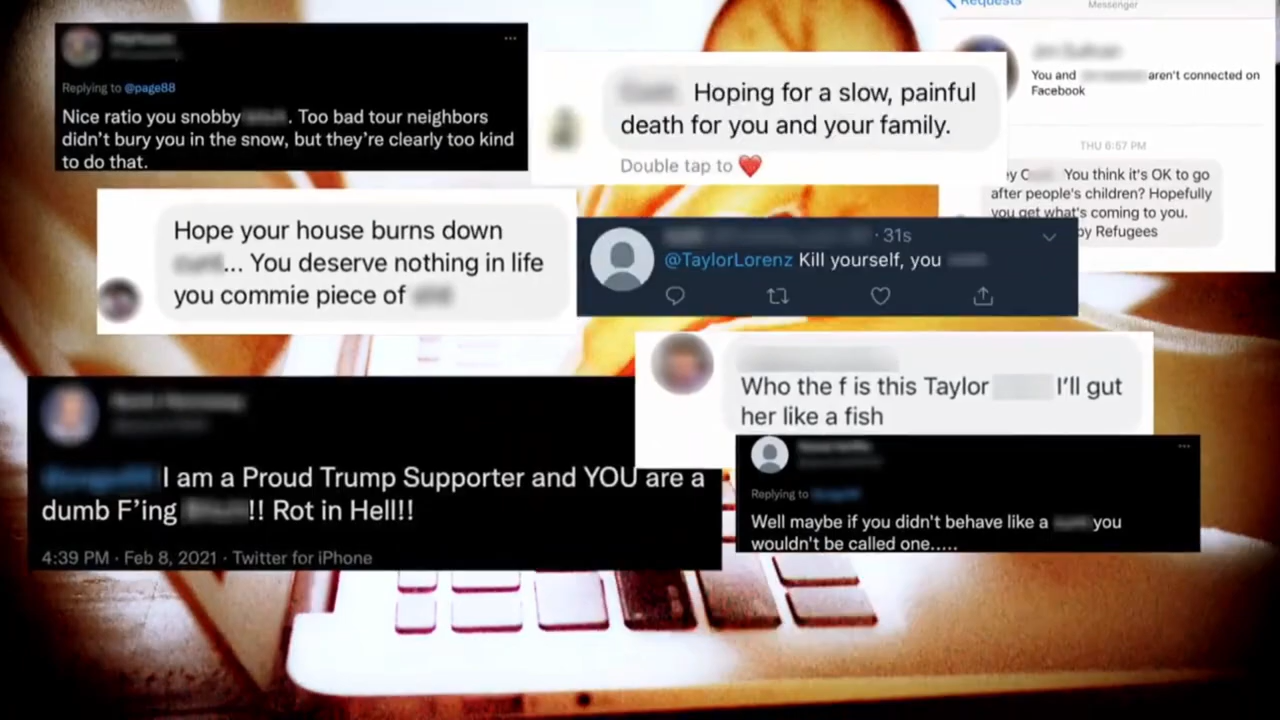 Replying to @page88
Nice ratio you snobby . Too bad tour neighbors
didn't bury you in the snow, but they're clearly too kind
to do that.
Hoping for a slow, painful
death for you and your family.
Double tap to ❤️
Requests
Messenger
You and aren't connected on
Facebook
THU 6:57 PM
ey C You think it's OK to go
after people's children? Hopefully
you get what's coming to you.
by Refugees
Hope your house burns down
... You deserve nothing in life
you commie piece of
· 31s
@TaylorLorenz Kill yourself, you
Who the f is this Taylor I'll gut
her like a fish
I am a Proud Trump Supporter and YOU are a
dumb F'ing !! Rot in Hell!!
4:39 PM · Feb 8, 2021 · Twitter for iPhone
Replying to
Well maybe if you didn't behave like a you
wouldn't be called one.....